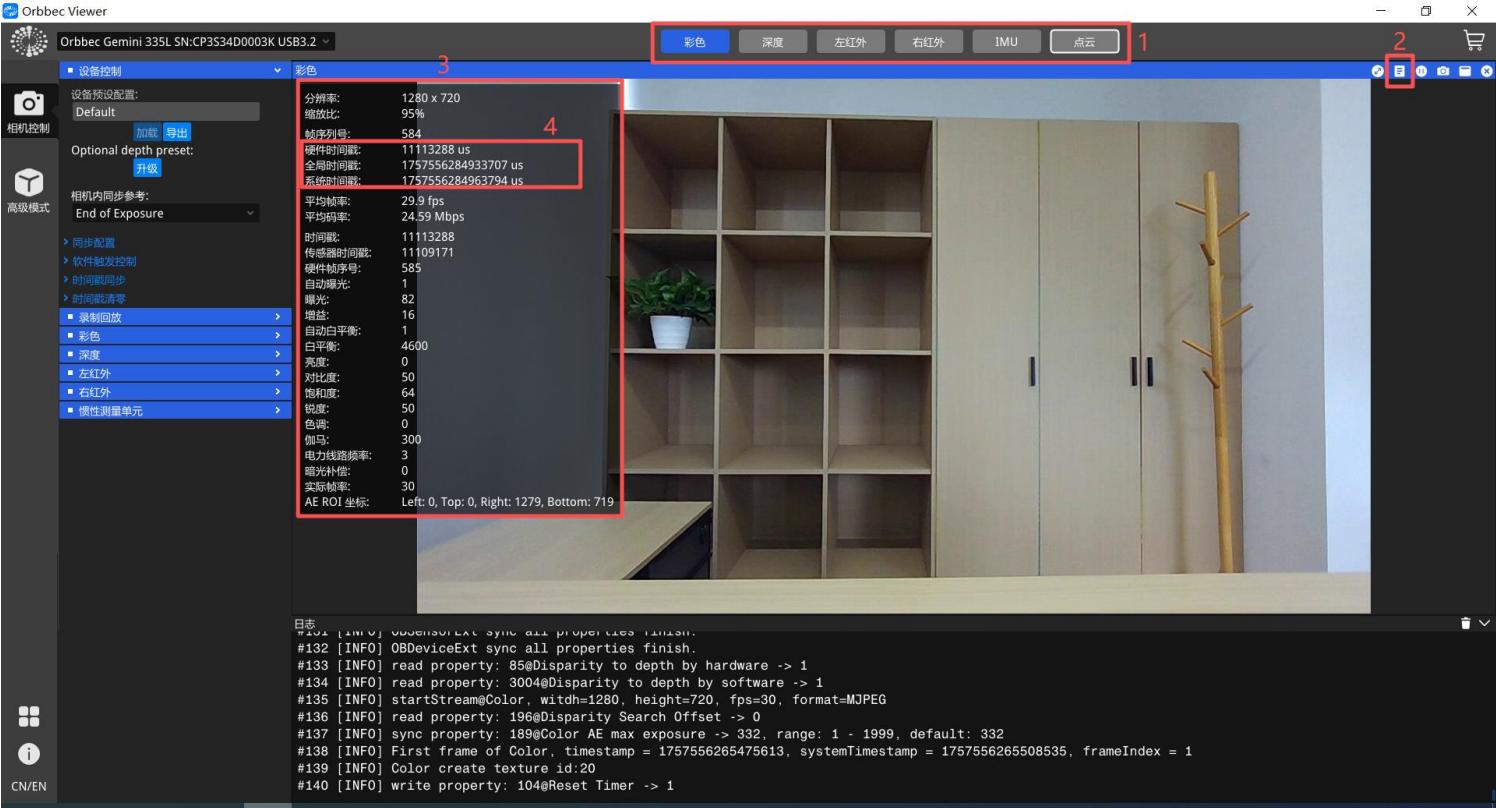 Orbbec Viewer
Orbbec Gemini 335L SN:CP3S34D0003K USB3.2
彩色
深度
左红外
右红外
IMU
点云
1
2
相机控制
高级模式
CN/EN
设备控制
设备预设配置:
Default
加载 导出
Optional depth preset:
升级
相机内同步参考:
End of Exposure
同步配置
软件触发控制
时间戳同步
时间戳清零
录制回放
彩色
深度
左红外
右红外
惯性测量单元
彩色
3
分辨率: 1280 x 720
缩放比: 95%
帧序列号: 584
4
硬件时间戳: 11113288 us
全局时间戳: 1757556284933707 us
系统时间戳: 1757556284963794 us
平均帧率: 29.9 fps
平均码率: 24.59 Mbps
时间戳: 11113288
传感器时间戳: 11109171
硬件帧序号: 585
自动曝光: 1
曝光: 82
增益: 16
自动白平衡: 1
白平衡: 4600
亮度: 0
对比度: 50
饱和度: 64
锐度: 50
色调: 0
伽马: 300
电力线路频率: 3
暗光补偿: 0
实际帧率: 30
AE ROI 坐标: Left: 0, Top: 0, Right: 1279, Bottom: 719
日志
#131 [INFO] OBSensorExt sync all properties finish.
#132 [INFO] OBDeviceExt sync all properties finish.
#133 [INFO] read property: 85@Disparity to depth by hardware -> 1
#134 [INFO] read property: 3004@Disparity to depth by software -> 1
#135 [INFO] startStream@Color, witdh=1280, height=720, fps=30, format=MJPEG
#136 [INFO] read property: 196@Disparity Search Offset -> 0
#137 [INFO] sync property: 189@Color AE max exposure -> 332, range: 1 - 1999, default: 332
#138 [INFO] First frame of Color, timestamp = 1757556265475613, systemTimestamp = 1757556265508535, frameIndex = 1
#139 [INFO] Color create texture id:20
#140 [INFO] write property: 104@Reset Timer -> 1